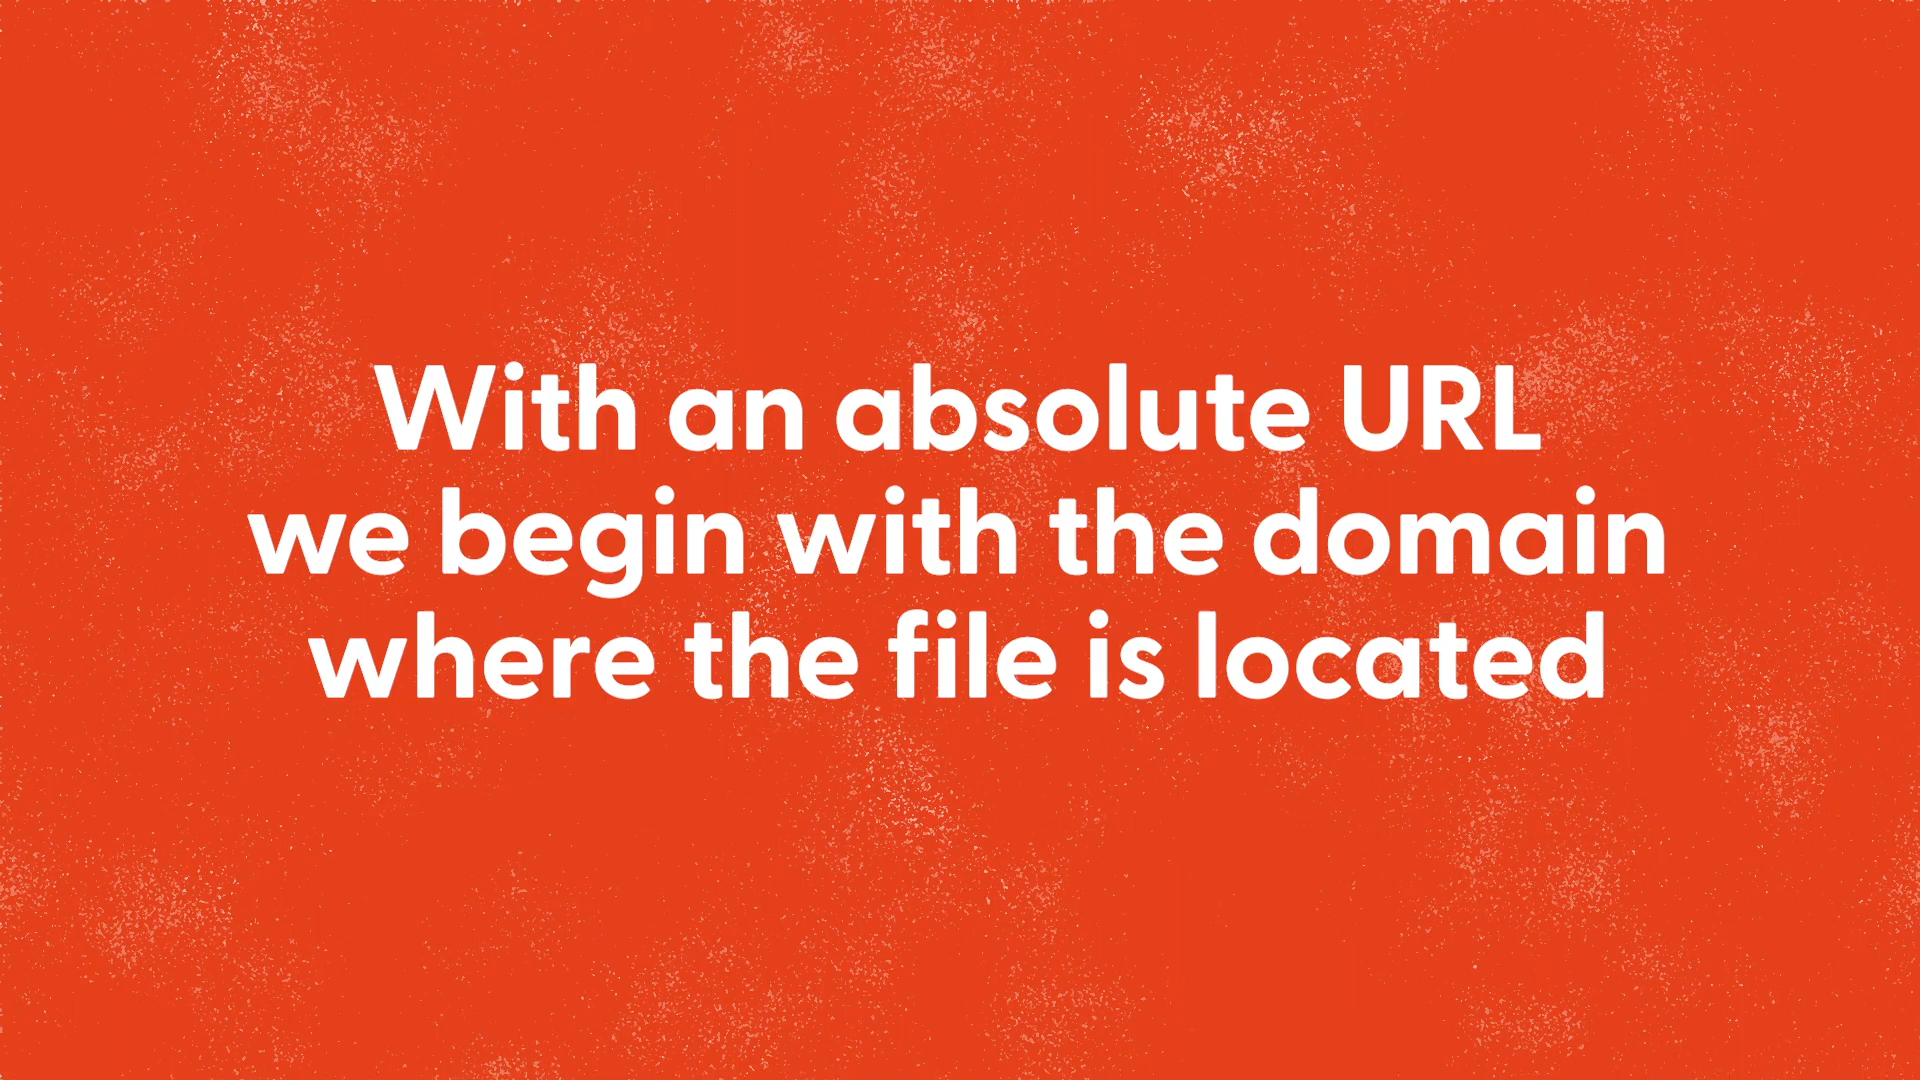 With an absolute URL
we begin with the domain
where the file is located